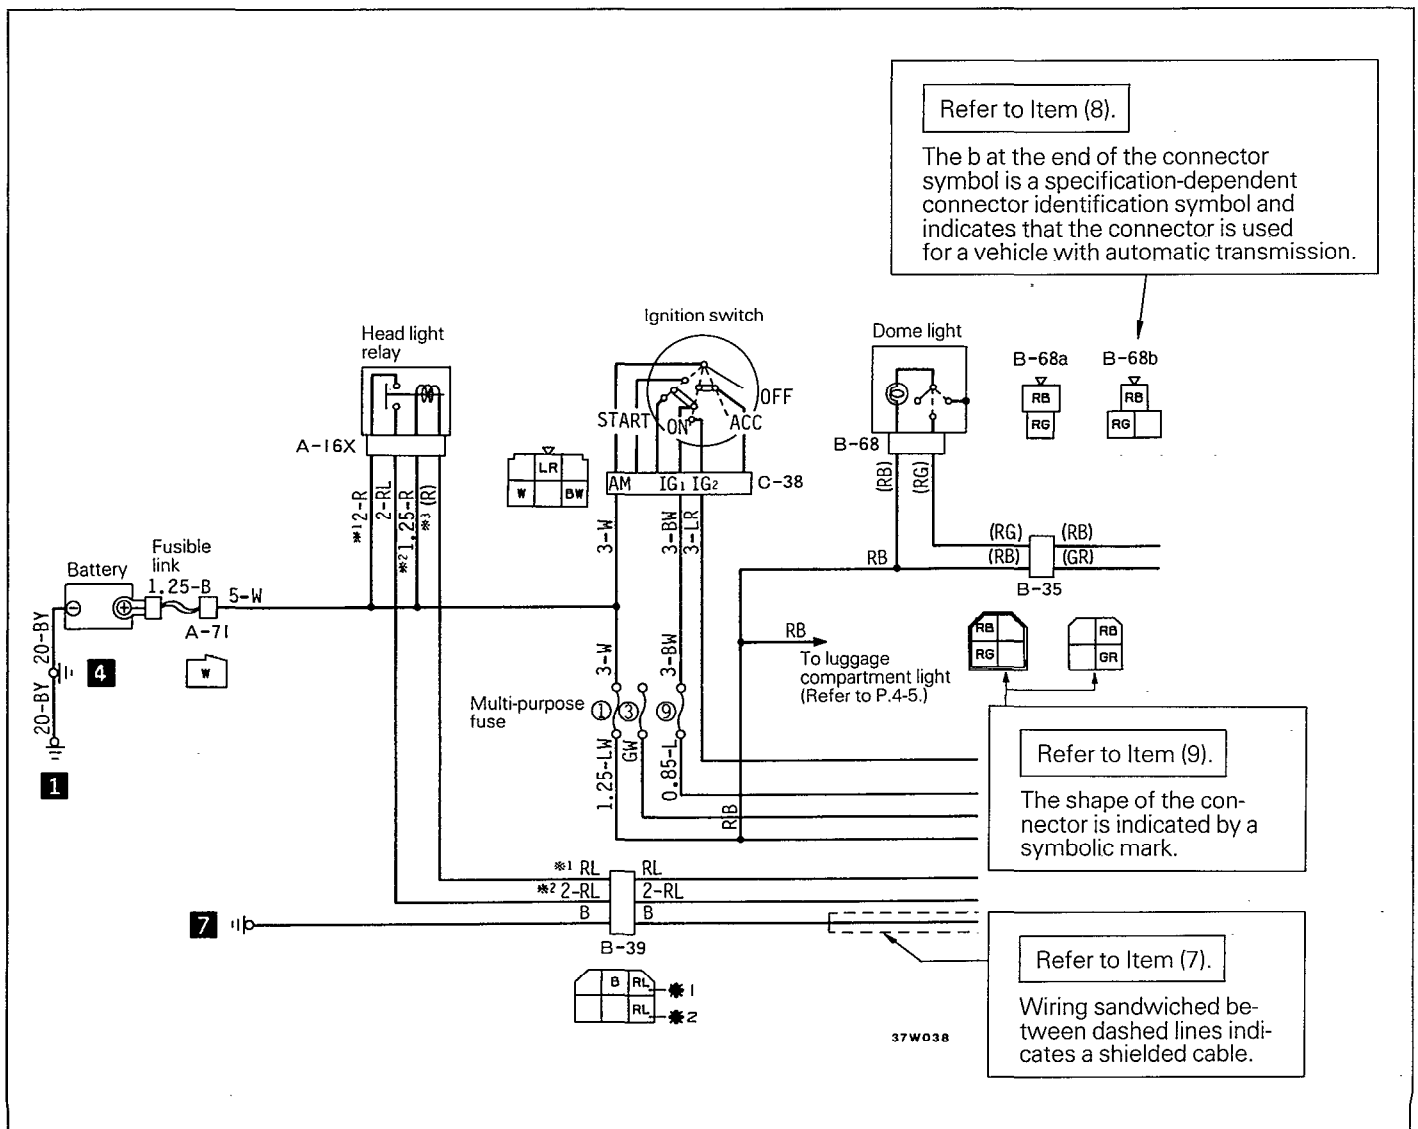 Refer to Item (8).
The b at the end of the connector
symbol is a specification-dependent
connector identification symbol and
indicates that the connector is used
for a vehicle with automatic transmission.
Ignition switch
Head light
relay
Dome light
B-68a
B-68b
RB
RG
RB
RG
OFF
START
ON
ACC
A-16X
B-68
LR
W
BW
AM
IG1
IG2
C-38
(RB)
(RG)
※1 2-R
2-RL
※2 1.25-R
※3 (R)
3-W
3-BW
3-LR
(RG)
(RB)
RB
(RB)
(GR)
B-35
Fusible
link
Battery
1.25-B
5-W
A-71
W
20-BY
4
20-BY
1
RB
To luggage
compartment light
(Refer to P.4-5.)
RB
RG
RB
GR
3-W
3-BW
Multi-purpose
fuse
1
3
9
1.25-LW
GW
0.85-L
RB
Refer to Item (9).
The shape of the con-
nector is indicated by a
symbolic mark.
※1 RL
RL
※2 2-RL
2-RL
7
B
B
B-39
B
RL
※1
RL
※2
37W038
Refer to Item (7).
Wiring sandwiched be-
tween dashed lines indi-
cates a shielded cable.